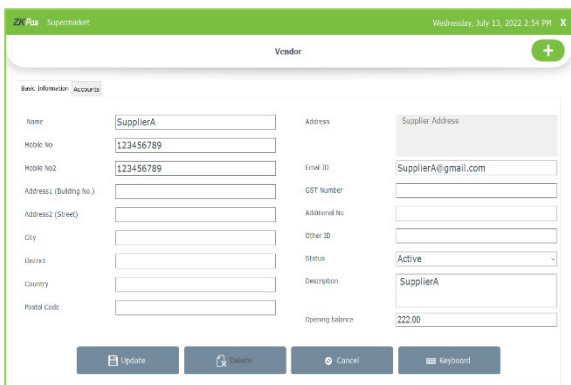 ZKPos Supermarket Wednesday, July 13, 2022 2:54 PM X
Vendor
+
Basic Information Accounts
Name SupplierA Address Supplier Address
Mobile No 123456789
Mobile No2 123456789 Email ID SupplierA@gmail.com
Address1 (Building No.) GST Number
Address2 (Street) Additional No
City Other ID
District Status Active
Country Description SupplierA
Postal Code
Opening balance 222.00
Update Delete Cancel Keyboard